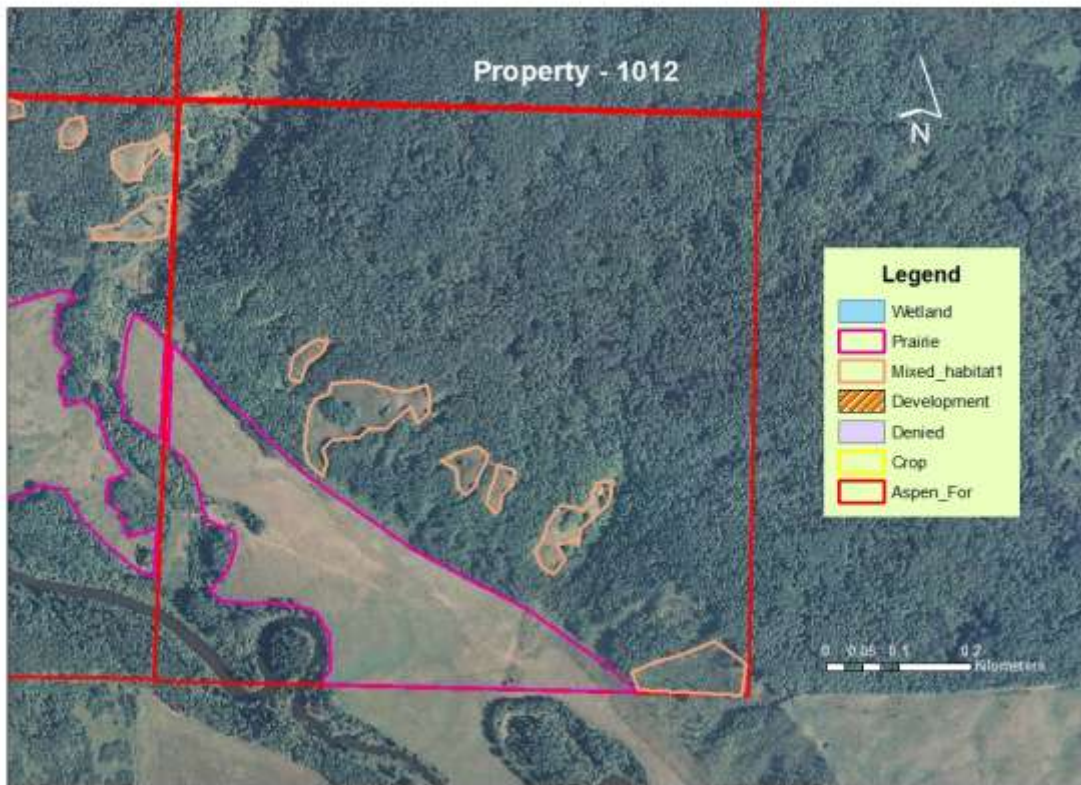 Property - 1012
N
Legend
Wetland
Prairie
Mixed_habitat1
Development
Denied
Crop
Aspen_For
0 0.05 0.1 0.2
Kilometers